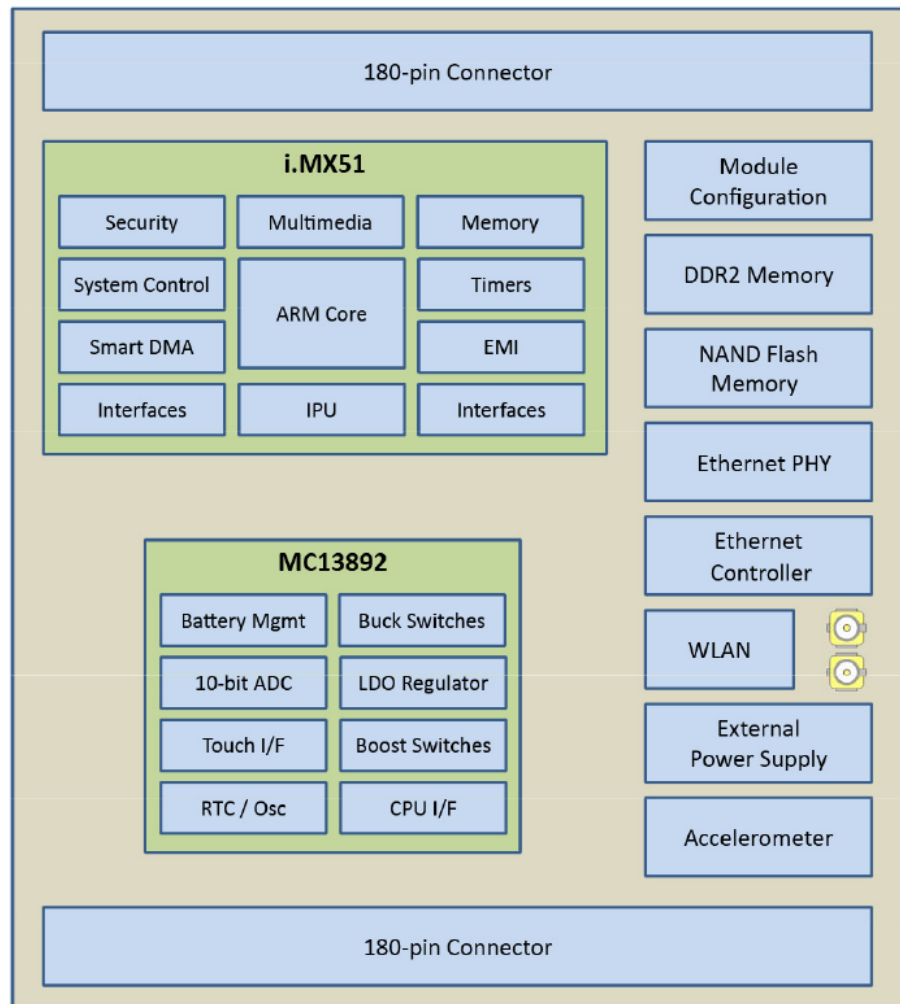 180-pin Connector
i.MX51
Security
Multimedia
Memory
System Control
ARM Core
Timers
Smart DMA
EMI
Interfaces
IPU
Interfaces
Module
Configuration
DDR2 Memory
NAND Flash
Memory
Ethernet PHY
Ethernet
Controller
WLAN
External
Power Supply
Accelerometer
MC13892
Battery Mgmt
Buck Switches
10-bit ADC
LDO Regulator
Touch I/F
Boost Switches
RTC / Osc
CPU I/F
180-pin Connector